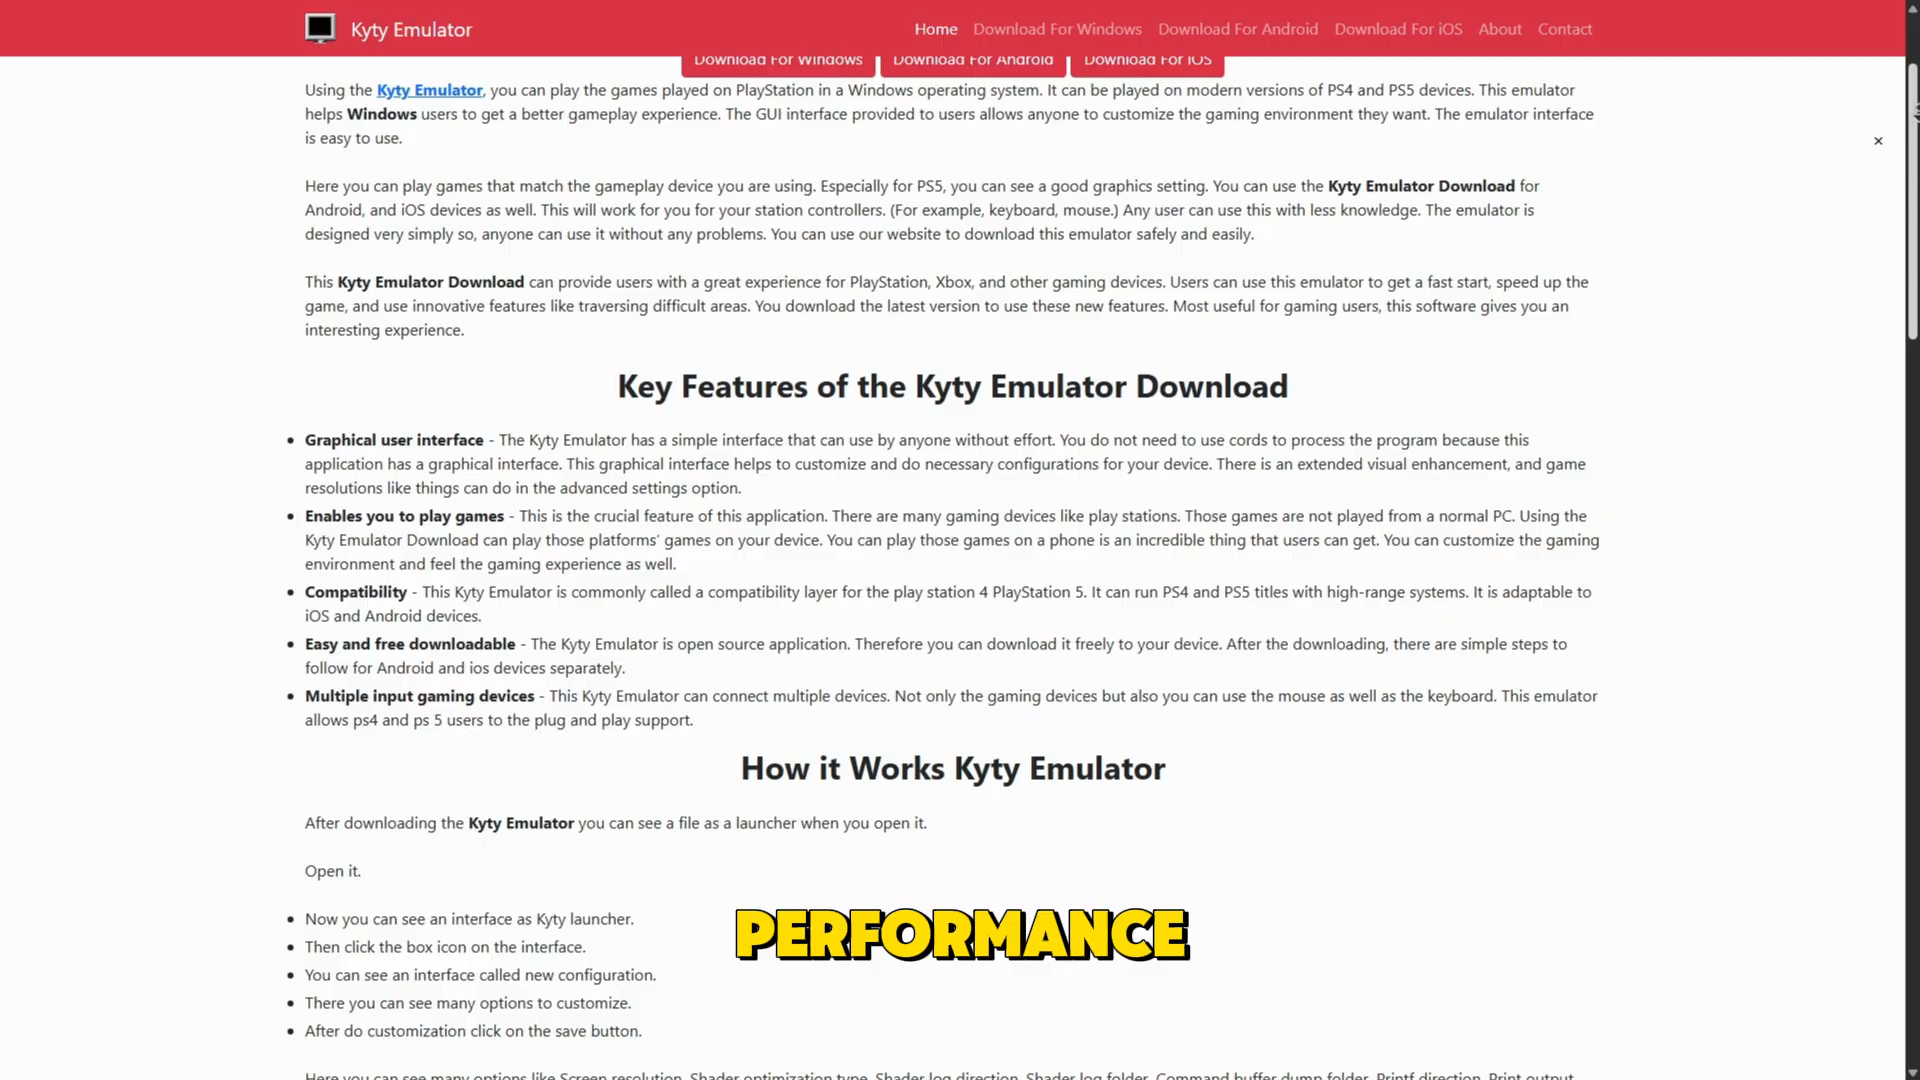 Kyty Emulator
Home Download For Windows Download For Android Download For iOS About Contact
Download For Windows Download For Android Download For iOS
Using the Kyty Emulator, you can play the games played on PlayStation in a Windows operating system. It can be played on modern versions of PS4 and PS5 devices. This emulator
helps Windows users to get a better gameplay experience. The GUI interface provided to users allows anyone to customize the gaming environment they want. The emulator interface
is easy to use.
Here you can play games that match the gameplay device you are using. Especially for PS5, you can see a good graphics setting. You can use the Kyty Emulator Download for
Android, and iOS devices as well. This will work for you for your station controllers. (For example, keyboard, mouse.) Any user can use this with less knowledge. The emulator is
designed very simply so, anyone can use it without any problems. You can use our website to download this emulator safely and easily.
This Kyty Emulator Download can provide users with a great experience for PlayStation, Xbox, and other gaming devices. Users can use this emulator to get a fast start, speed up the
game, and use innovative features like traversing difficult areas. You download the latest version to use these new features. Most useful for gaming users, this software gives you an
interesting experience.
Key Features of the Kyty Emulator Download
• Graphical user interface - The Kyty Emulator has a simple interface that can use by anyone without effort. You do not need to use cords to process the program because this
application has a graphical interface. This graphical interface helps to customize and do necessary configurations for your device. There is an extended visual enhancement, and game
resolutions like things can do in the advanced settings option.
• Enables you to play games - This is the crucial feature of this application. There are many gaming devices like play stations. Those games are not played from a normal PC. Using the
Kyty Emulator Download can play those platforms' games on your device. You can play those games on a phone is an incredible thing that users can get. You can customize the gaming
environment and feel the gaming experience as well.
• Compatibility - This Kyty Emulator is commonly called a compatibility layer for the play station 4 PlayStation 5. It can run PS4 and PS5 titles with high-range systems. It is adaptable to
iOS and Android devices.
• Easy and free downloadable - The Kyty Emulator is open source application. Therefore you can download it freely to your device. After the downloading, there are simple steps to
follow for Android and ios devices separately.
• Multiple input gaming devices - This Kyty Emulator can connect multiple devices. Not only the gaming devices but also you can use the mouse as well as the keyboard. This emulator
allows ps4 and ps 5 users to the plug and play support.
How it Works Kyty Emulator
After downloading the Kyty Emulator you can see a file as a launcher when you open it.
Open it.
• Now you can see an interface as Kyty launcher.
• Then click the box icon on the interface.
• You can see an interface called new configuration.
• There you can see many options to customize.
• After do customization click on the save button.
PERFORMANCE
Here you can see many options like Screen resolution, Shader optimization type, Shader log direction, Shader log folder, Command buffer dump folder, Printf direction, Print output